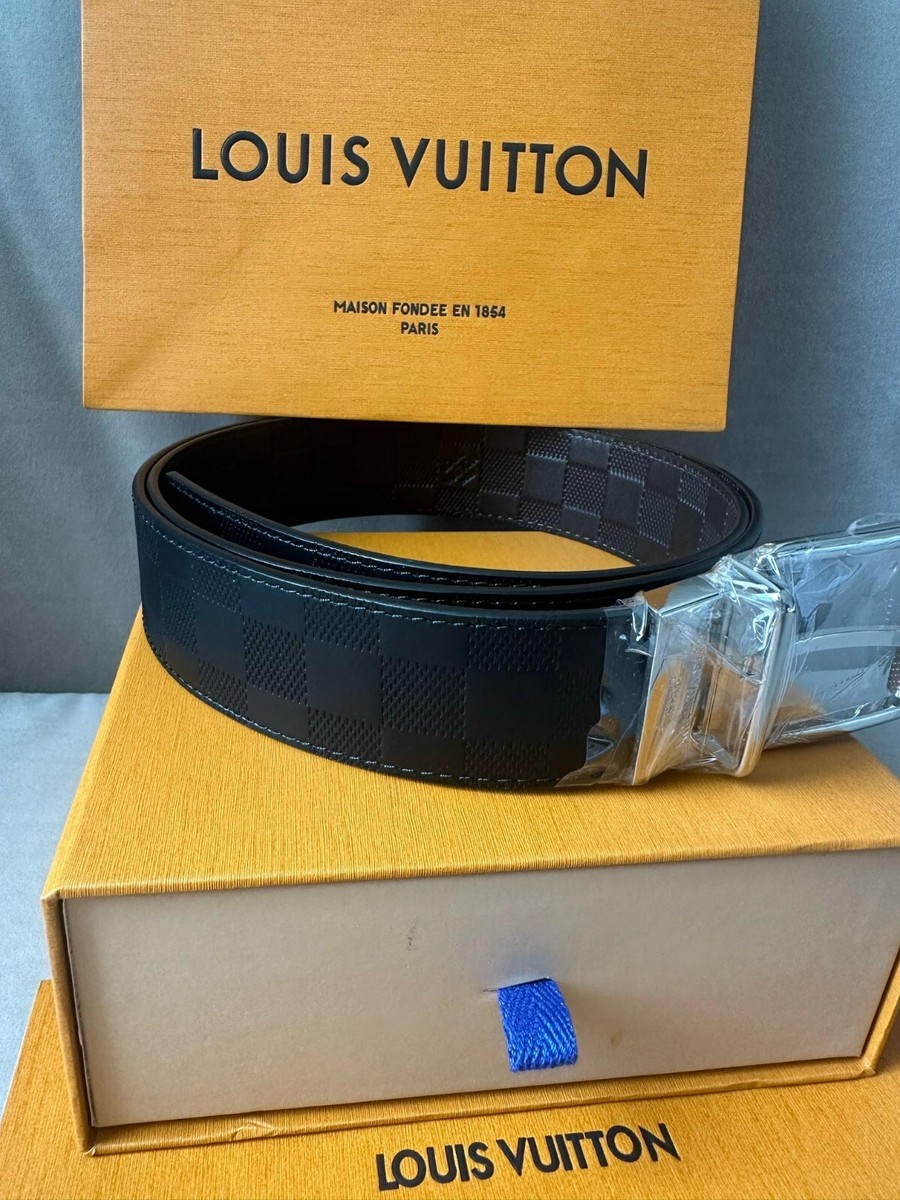 LOUIS VUITTON
MAISON FONDEE EN 1854
PARIS
LOUIS VUITTON